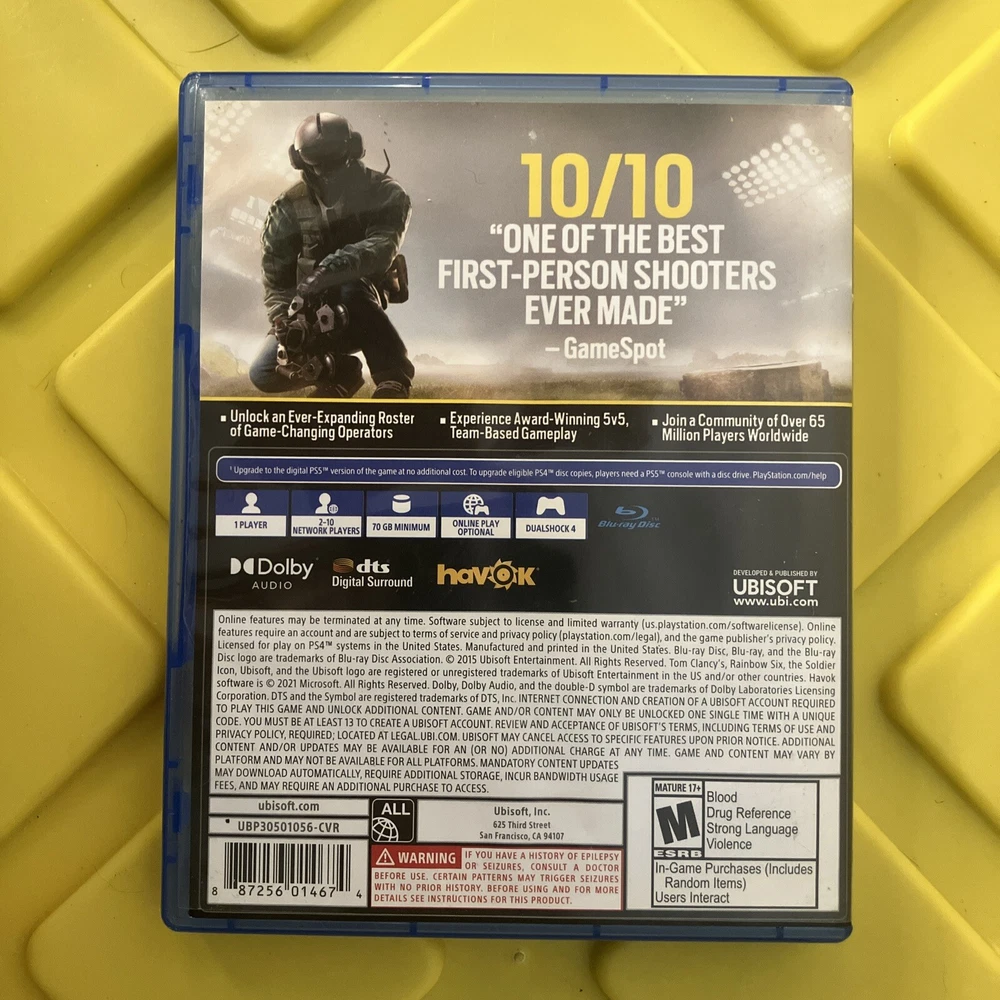 10/10
“ONE OF THE BEST
FIRST-PERSON SHOOTERS
EVER MADE”
– GameSpot
▪ Unlock an Ever-Expanding Roster
of Game-Changing Operators
▪ Experience Award-Winning 5v5,
Team-Based Gameplay
▪ Join a Community of Over 65
Million Players Worldwide
¹ Upgrade to the digital PS5™ version of the game at no additional cost. To upgrade eligible PS4™ disc copies, players need a PS5™ console with a disc drive. PlayStation.com/help
1 PLAYER
2-10
NETWORK PLAYERS
70 GB MINIMUM
ONLINE PLAY
OPTIONAL
DUALSHOCK 4
Blu-ray Disc™
Dolby
AUDIO
dts
Digital Surround
havok
DEVELOPED & PUBLISHED BY
UBISOFT
www.ubi.com
Online features may be terminated at any time. Software subject to license and limited warranty (us.playstation.com/softwarelicense). Online
features require an account and are subject to terms of service and privacy policy (playstation.com/legal), and the game publisher's privacy policy.
Licensed for play on PS4™ systems in the United States. Manufactured and printed in the United States. Blu-ray Disc, Blu-ray, and the Blu-ray
Disc logo are trademarks of Blu-ray Disc Association. © 2015 Ubisoft Entertainment. All Rights Reserved. Tom Clancy's, Rainbow Six, the Soldier
Icon, Ubisoft, and the Ubisoft logo are registered or unregistered trademarks of Ubisoft Entertainment in the US and/or other countries. Havok
software is © 2021 Microsoft. All Rights Reserved. Dolby, Dolby Audio, and the double-D symbol are trademarks of Dolby Laboratories Licensing
Corporation. DTS and the Symbol are registered trademarks of DTS, Inc. INTERNET CONNECTION AND CREATION OF A UBISOFT ACCOUNT REQUIRED
TO PLAY THIS GAME AND UNLOCK ADDITIONAL CONTENT. GAME AND/OR CONTENT MAY ONLY BE UNLOCKED ONE SINGLE TIME WITH A UNIQUE
CODE. YOU MUST BE AT LEAST 13 TO CREATE A UBISOFT ACCOUNT. REVIEW AND ACCEPTANCE OF UBISOFT'S TERMS, INCLUDING TERMS OF USE AND
PRIVACY POLICY, REQUIRED; LOCATED AT LEGAL.UBI.COM. UBISOFT MAY CANCEL ACCESS TO SPECIFIC FEATURES UPON PRIOR NOTICE. ADDITIONAL
CONTENT AND/OR UPDATES MAY BE AVAILABLE FOR AN (OR NO) ADDITIONAL CHARGE AT ANY TIME. GAME AND CONTENT MAY VARY BY
PLATFORM AND MAY NOT BE AVAILABLE FOR ALL PLATFORMS. MANDATORY CONTENT UPDATES
MAY DOWNLOAD AUTOMATICALLY, REQUIRE ADDITIONAL STORAGE, INCUR BANDWIDTH USAGE
FEES, AND MAY REQUIRE AN ADDITIONAL PURCHASE TO ACCESS.
ubisoft.com
UBP30501056-CVR
8 87256 01467 4
ALL
Ubisoft, Inc.
625 Third Street
San Francisco, CA 94107
WARNING IF YOU HAVE A HISTORY OF EPILEPSY
OR SEIZURES, CONSULT A DOCTOR
BEFORE USE. CERTAIN PATTERNS MAY TRIGGER SEIZURES
WITH NO PRIOR HISTORY. BEFORE USING AND FOR MORE
DETAILS SEE INSTRUCTIONS FOR THIS PRODUCT.
MATURE 17+
M
ESRB
Blood
Drug Reference
Strong Language
Violence
In-Game Purchases (Includes
Random Items)
Users Interact